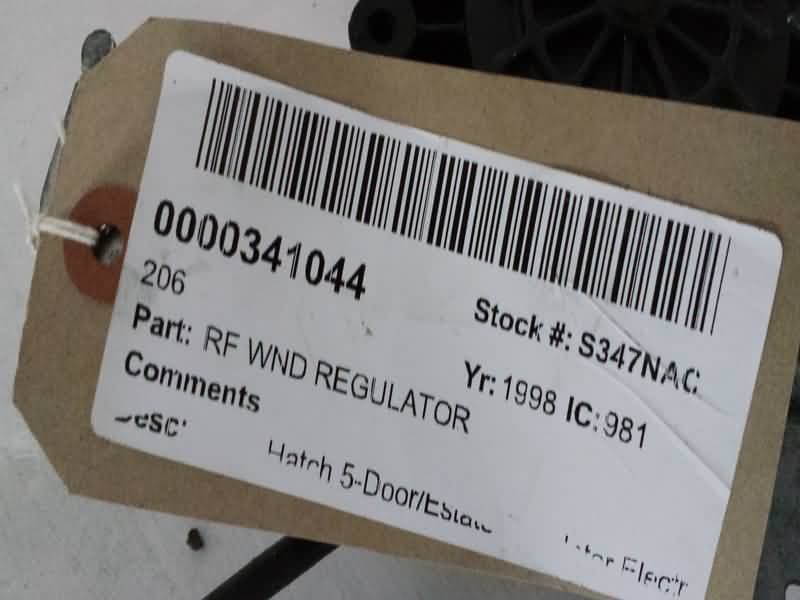 0000341044
206
Stock #: S347NAC
Part: RF WND REGULATOR
Yr: 1998 IC: 981
Comments
Hatch 5-Door/Estate